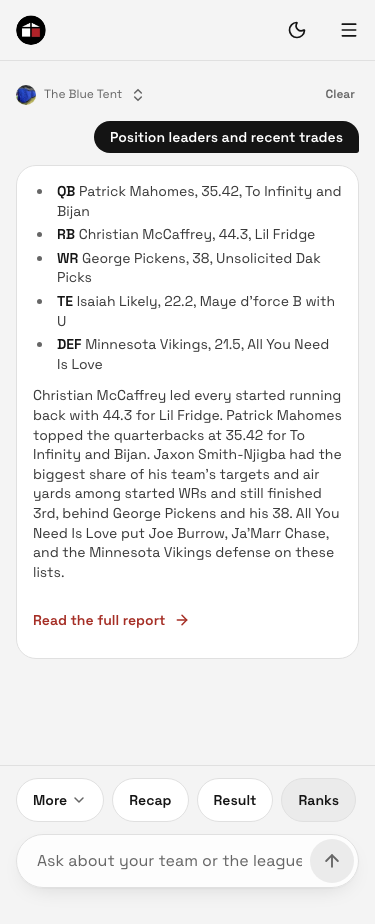 The Blue Tent
Clear
Position leaders and recent trades
QB Patrick Mahomes, 35.42, To Infinity and
Bijan
RB Christian McCaffrey, 44.3, Lil Fridge
WR George Pickens, 38, Unsolicited Dak
Picks
TE Isaiah Likely, 22.2, Maye d'force B with
U
DEF Minnesota Vikings, 21.5, All You Need
Is Love
Christian McCaffrey led every started running
back with 44.3 for Lil Fridge. Patrick Mahomes
topped the quarterbacks at 35.42 for To
Infinity and Bijan. Jaxon Smith-Njigba had the
biggest share of his team's targets and air
yards among started WRs and still finished
3rd, behind George Pickens and his 38. All You
Need Is Love put Joe Burrow, Ja'Marr Chase,
and the Minnesota Vikings defense on these
lists.
Read the full report
More
Recap
Result
Ranks
Ask about your team or the league